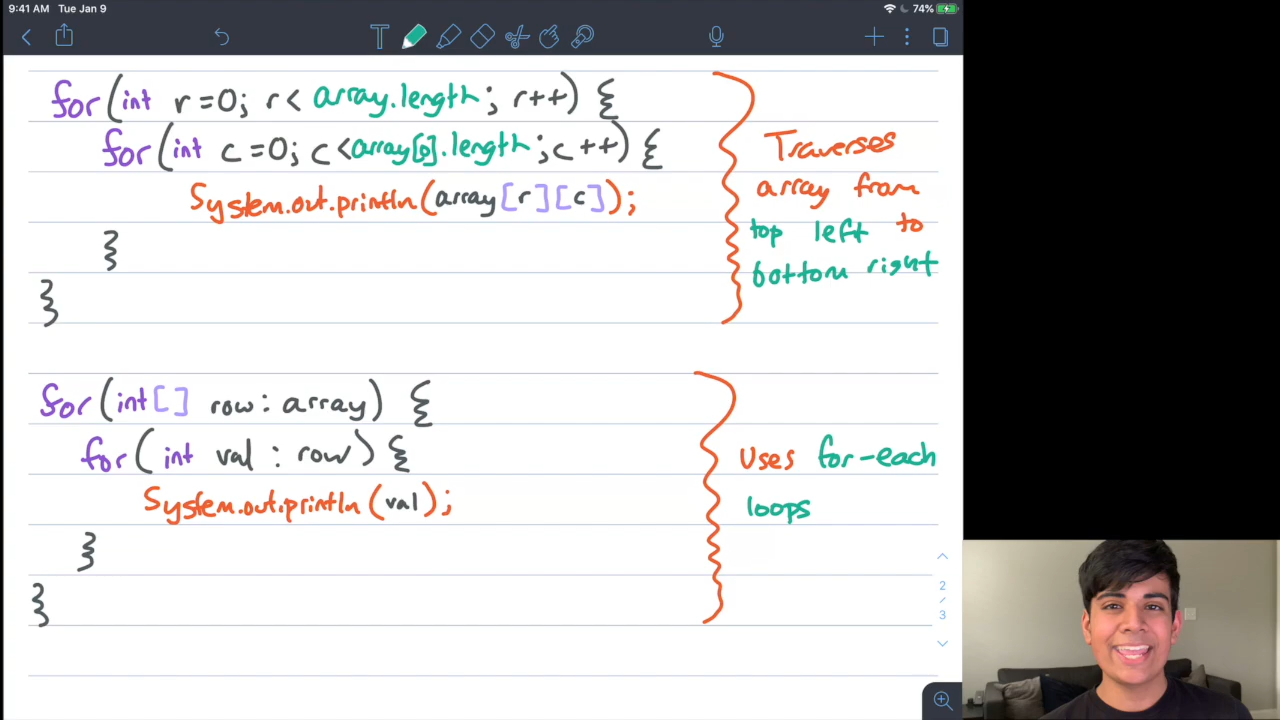 9:41 AM Tue Jan 9
74%
T
for(int r=0; r< array.length; r++) {
for(int c=0; c<array[0].length;c++) {
System.out.println(array[r][c]);
}
}
Traverses
array from
top left to
bottom right
for(int[] row: array) {
for(int val : row) {
System.out.println(val);
}
}
Uses for-each
loops
2
3